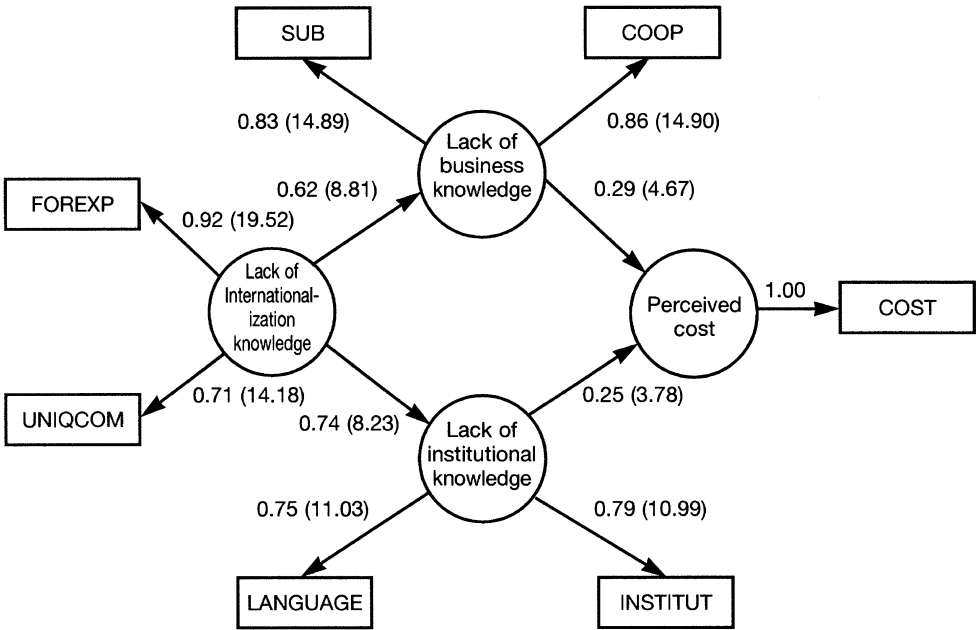 SUB
COOP
0.83 (14.89)
0.86 (14.90)
Lack of
business
knowledge
0.62 (8.81)
0.29 (4.67)
FOREXP
0.92 (19.52)
Lack of
International-
ization
knowledge
Perceived
cost
1.00
COST
UNIQCOM
0.71 (14.18)
0.74 (8.23)
0.25 (3.78)
Lack of
institutional
knowledge
0.75 (11.03)
0.79 (10.99)
LANGUAGE
INSTITUT